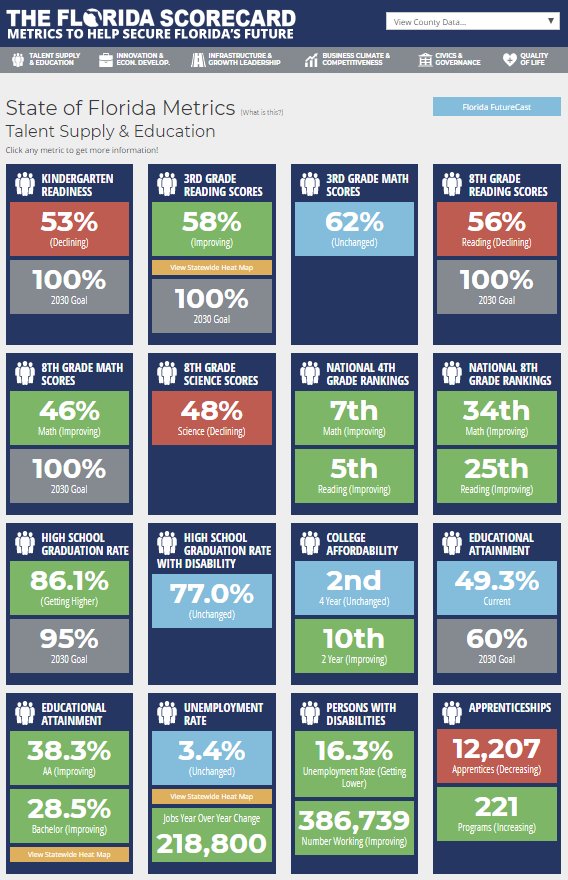 THE FLORIDA SCORECARD
METRICS TO HELP SECURE FLORIDA'S FUTURE
View County Data...
TALENT SUPPLY
& EDUCATION
INNOVATION &
ECON. DEVELOP.
INFRASTRUCTURE &
GROWTH LEADERSHIP
BUSINESS CLIMATE &
COMPETITIVENESS
CIVICS &
GOVERNANCE
QUALITY
OF LIFE
State of Florida Metrics [What is this?]
Florida FutureCast
Talent Supply & Education
Click any metric to get more information!
KINDERGARTEN
READINESS
53%
(Declining)
100%
2030 Goal
3RD GRADE
READING SCORES
58%
(Improving)
View Statewide Heat Map
100%
2030 Goal
3RD GRADE MATH
SCORES
62%
(Unchanged)
8TH GRADE
READING SCORES
56%
Reading (Declining)
100%
2030 Goal
8TH GRADE MATH
SCORES
46%
Math (Improving)
100%
2030 Goal
8TH GRADE
SCIENCE SCORES
48%
Science (Declining)
NATIONAL 4TH
GRADE RANKINGS
7th
Math (Improving)
5th
Reading (Improving)
NATIONAL 8TH
GRADE RANKINGS
34th
Math (Improving)
25th
Reading (Improving)
HIGH SCHOOL
GRADUATION RATE
86.1%
(Getting Higher)
95%
2030 Goal
HIGH SCHOOL
GRADUATION RATE
WITH DISABILITY
77.0%
(Unchanged)
COLLEGE
AFFORDABILITY
2nd
4 Year (Unchanged)
10th
2 Year (Improving)
EDUCATIONAL
ATTAINMENT
49.3%
Current
60%
2030 Goal
EDUCATIONAL
ATTAINMENT
38.3%
AA (Improving)
28.5%
Bachelor (Improving)
View Statewide Heat Map
UNEMPLOYMENT
RATE
3.4%
(Unchanged)
View Statewide Heat Map
Jobs Year Over Year Change
218,800
PERSONS WITH
DISABILITIES
16.3%
Unemployment Rate (Getting
Lower)
386,739
Number Working (Improving)
APPRENTICESHIPS
12,207
Apprentices (Decreasing)
221
Programs (Increasing)